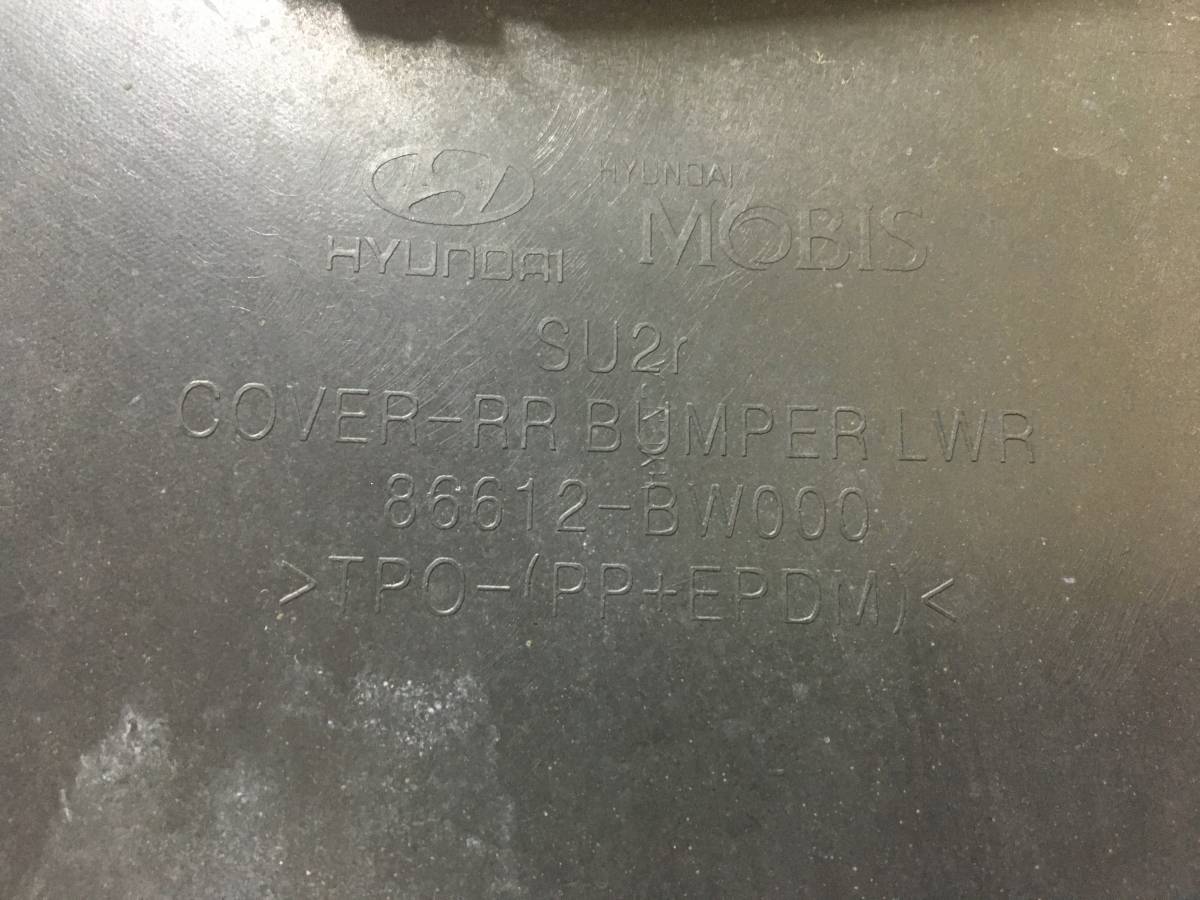 HYUNDAI
HYUNDAI
MOBIS
SU2r
COVER-RR BUMPER LWR
86612-BW000
>TPO-(PP+EPDM)<